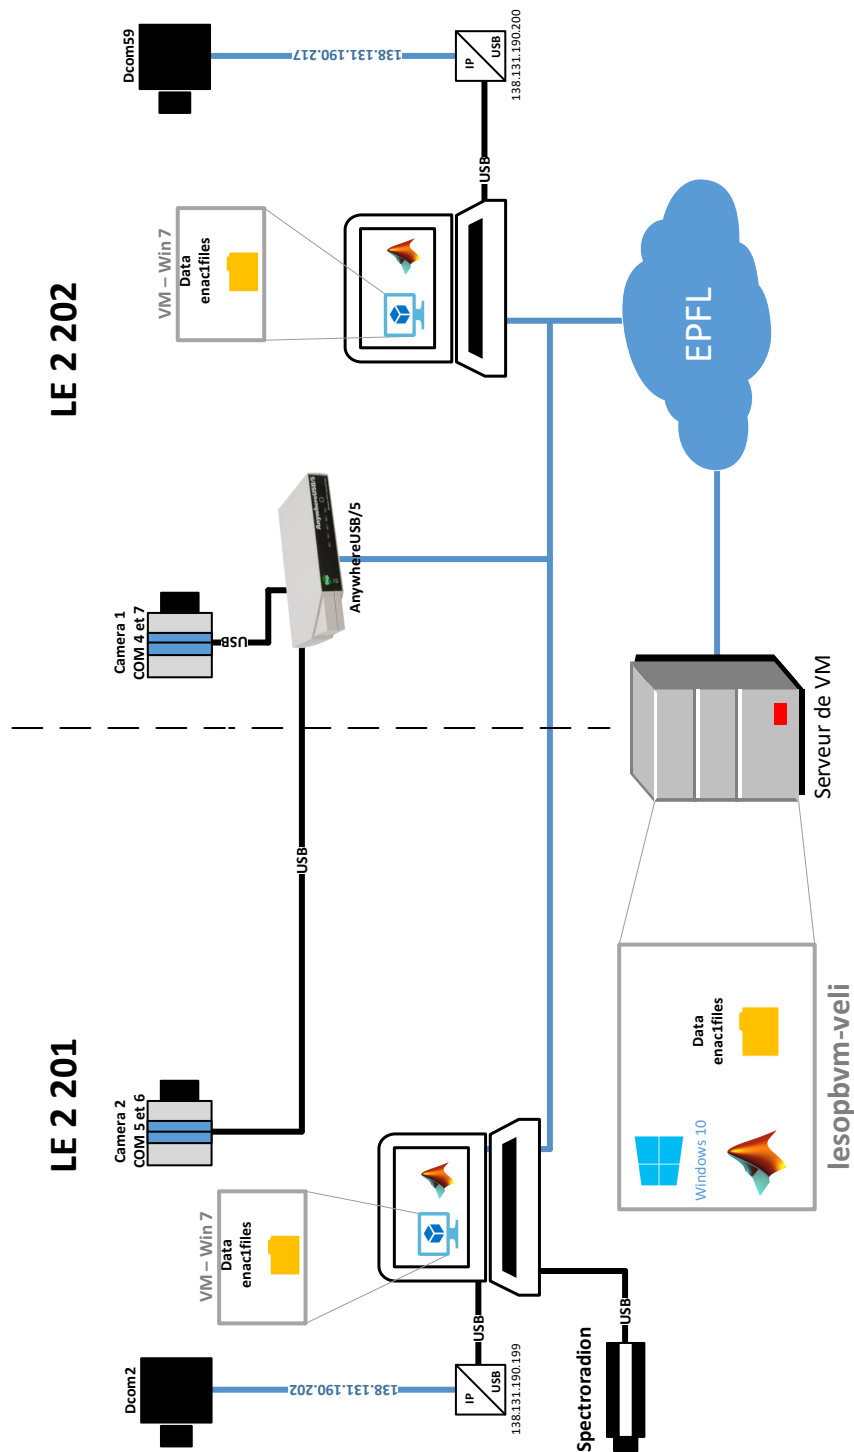 LE 2 201
LE 2 202
Dcom2
138.131.190.202
IP
USB
138.131.190.199
USB
VM – Win 7
Data
enac1files
Camera 2
COM 5 et 6
USB
Camera 1
COM 4 et 7
USB
AnywhereUSB/5
AnywhereUSB/5
VM – Win 7
Data
enac1files
Dcom59
138.131.190.217
IP
USB
138.131.190.200
USB
Spectroradion
USB
Windows 10
Data
enac1files
lesopbvm-veli
Serveur de VM
EPFL